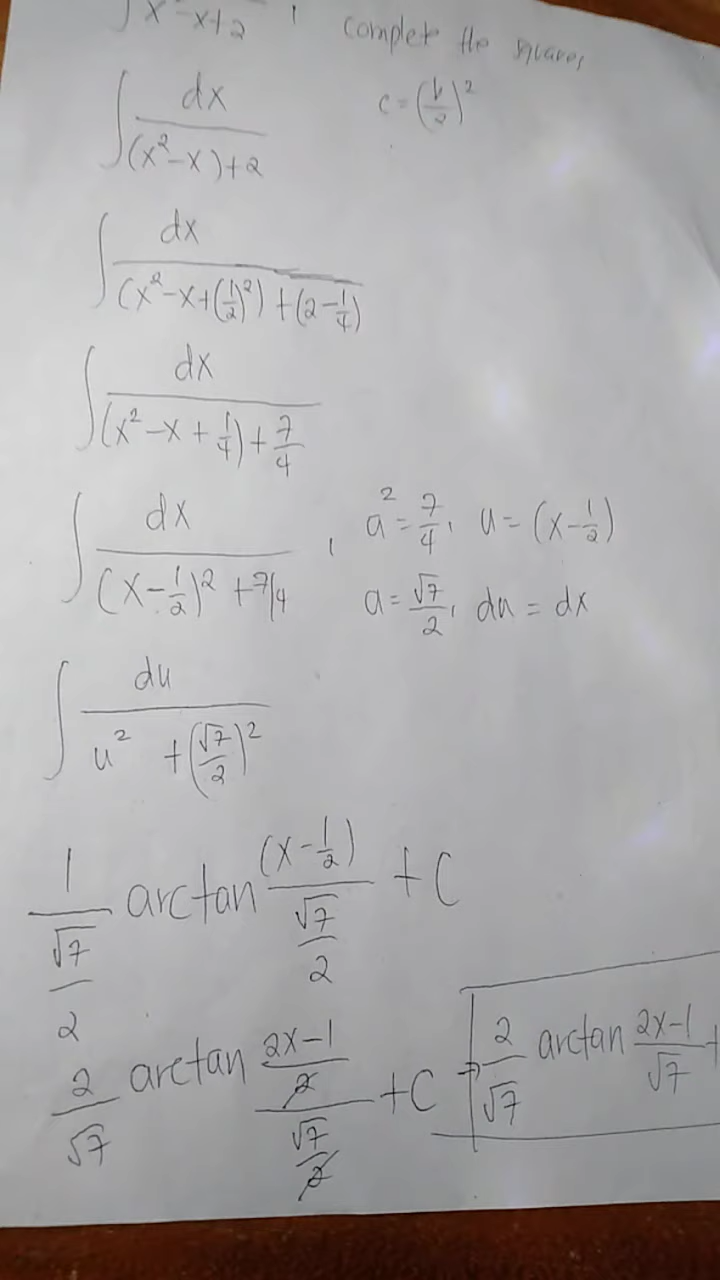 ∫ x²-x+2 , complet the squares
∫ dx/((x²-x)+2) c=(b/2)²
∫ dx/((x²-x+(1/2)²)+(2-1/4))
∫ dx/((x²-x+1/4)+7/4)
∫ dx/((x-1/2)²+7/4) , a²=7/4, u=(x-1/2)
a=√7/2, du=dx
∫ du/(u²+(√7/2)²)
1/(√7/2) arctan (x-1/2)/(√7/2) +C
2/√7 arctan ((2x-1)/2)/(√7/2) +C ⇒ 2/√7 arctan (2x-1)/√7 +